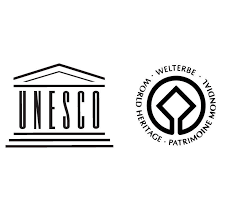 UNESCO
· WELTERBE · WORLD HERITAGE · PATRIMOINE MONDIAL